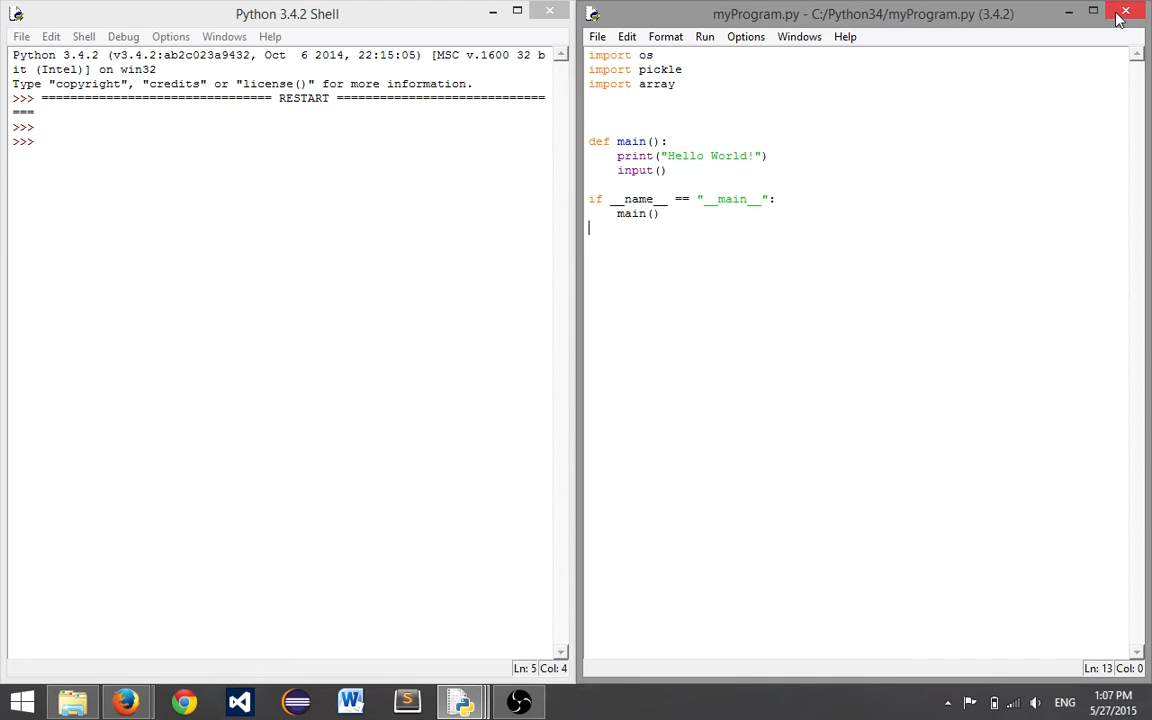 Python 3.4.2 Shell
File Edit Shell Debug Options Windows Help
Python 3.4.2 (v3.4.2:ab2c023a9432, Oct  6 2014, 22:15:05) [MSC v.1600 32 b
it (Intel)] on win32
Type "copyright", "credits" or "license()" for more information.
>>> ================================ RESTART =============================
===
>>>
>>>
Ln: 5 Col: 4
myProgram.py - C:/Python34/myProgram.py (3.4.2)
File Edit Format Run Options Windows Help
import os
import pickle
import array
def main():
    print("Hello World!")
    input()
if __name__ == "__main__":
    main()
Ln: 13 Col: 0
ENG
1:07 PM
5/27/2015